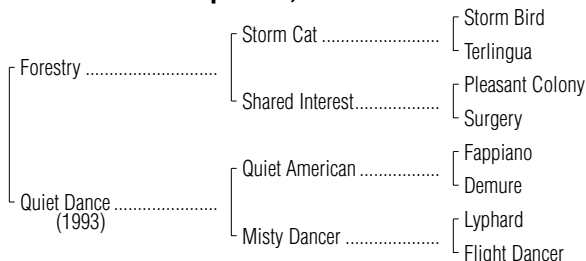 Storm Bird
Storm Cat ........................
Terlingua
Forestry ...........................
Pleasant Colony
Shared Interest.................
Surgery
Fappiano
Quiet American ................
Demure
Quiet Dance .....................
(1993)
Lyphard
Misty Dancer ...................
Flight Dancer